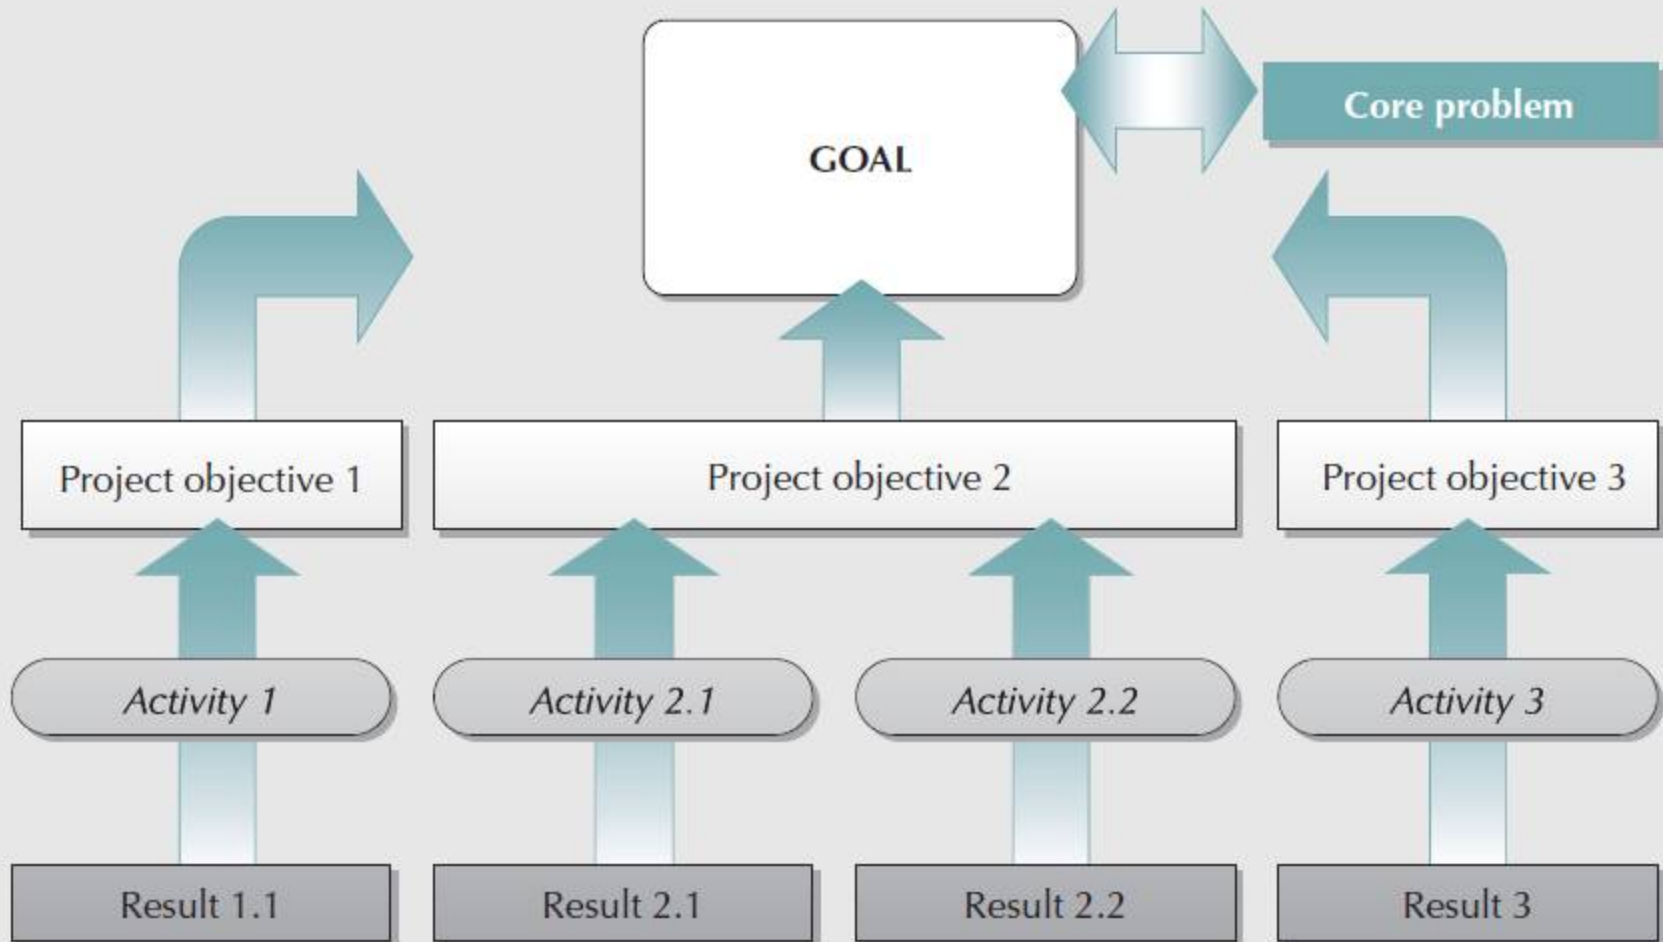 GOAL
Core problem
Project objective 1
Project objective 2
Project objective 3
Activity 1
Activity 2.1
Activity 2.2
Activity 3
Result 1.1
Result 2.1
Result 2.2
Result 3